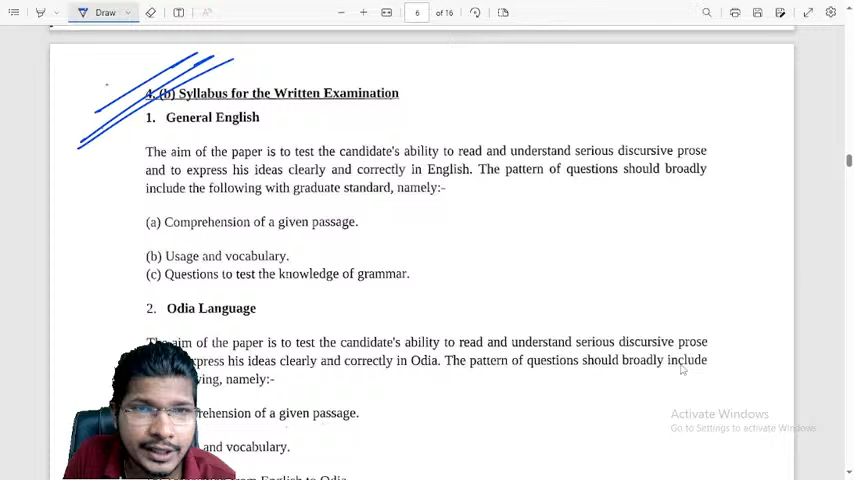 Draw
6
of 16
4. (b) Syllabus for the Written Examination
1. General English
The aim of the paper is to test the candidate's ability to read and understand serious discursive prose
and to express his ideas clearly and correctly in English. The pattern of questions should broadly
include the following with graduate standard, namely:-
(a) Comprehension of a given passage.
(b) Usage and vocabulary.
(c) Questions to test the knowledge of grammar.
2. Odia Language
The aim of the paper is to test the candidate's ability to read and understand serious discursive prose
his ideas clearly and correctly in Odia. The pattern of questions should broadly include
namely:-
of a given passage.
Activate Windows
Go to Settings to activate Windows.
and vocabulary.
from English to Odia